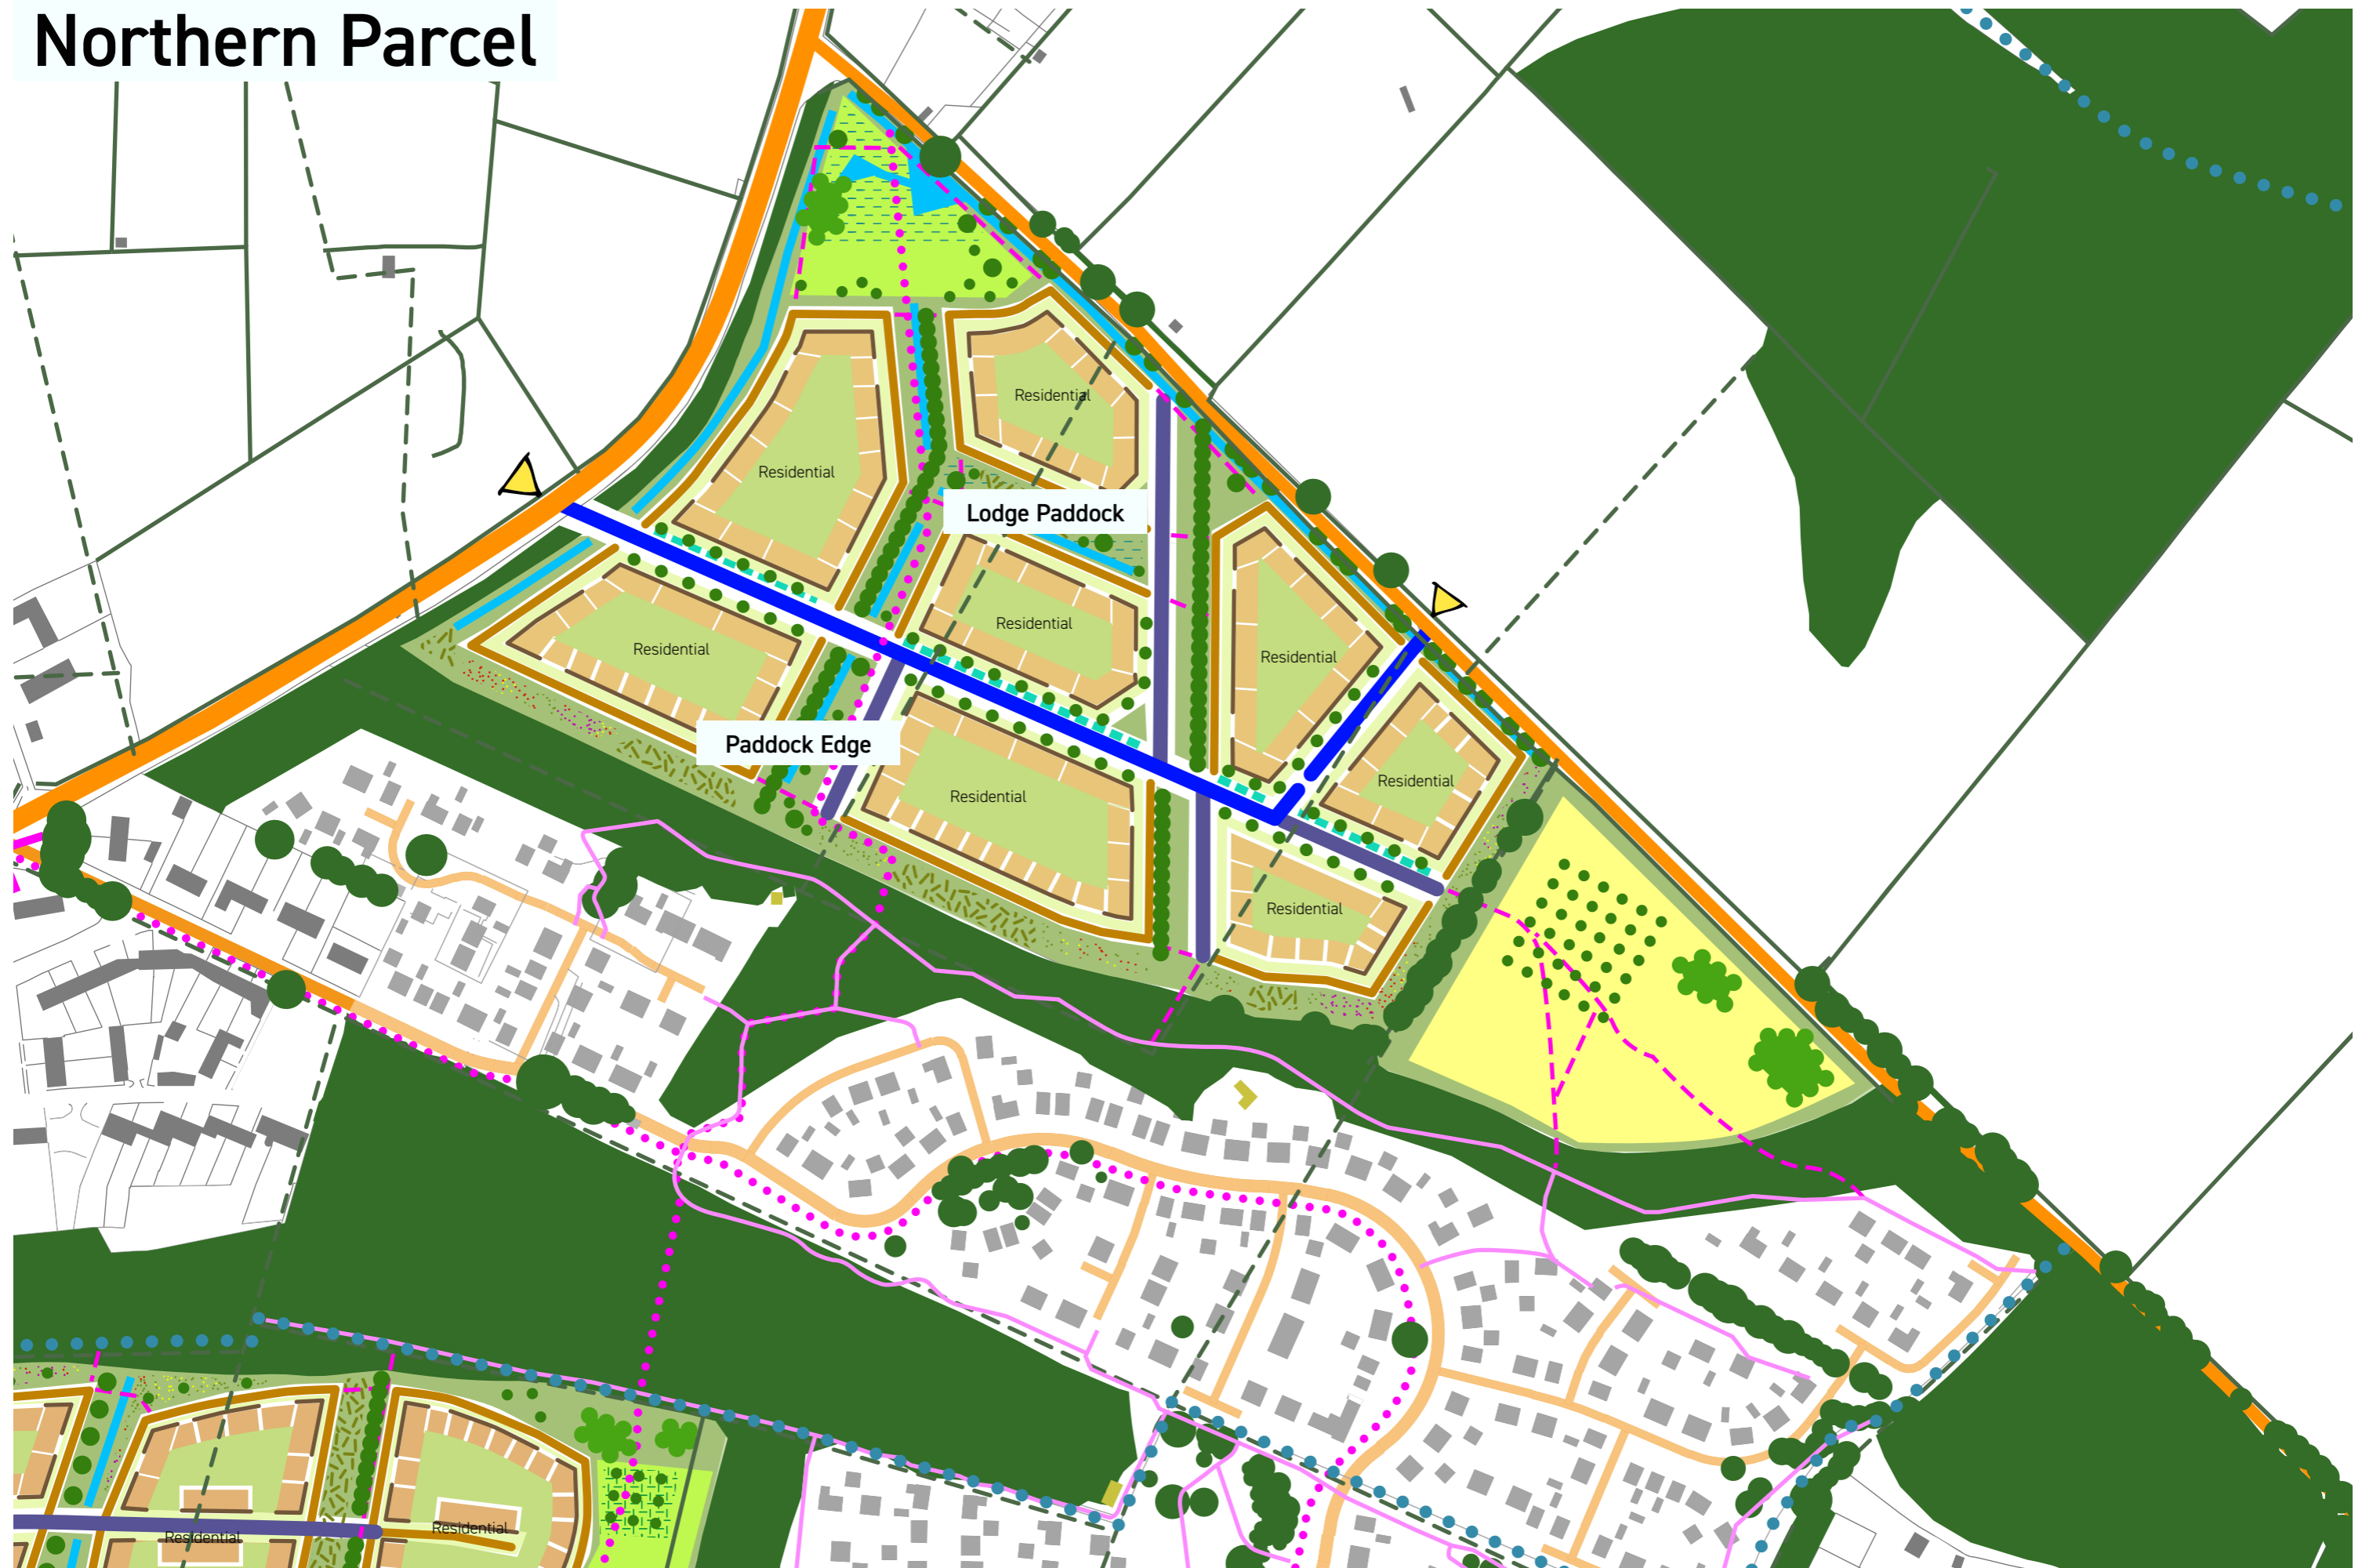 Northern Parcel
Residential
Residential
Lodge Paddock
Residential
Residential
Residential
Paddock Edge
Residential
Residential
Residential
Residential
Residential